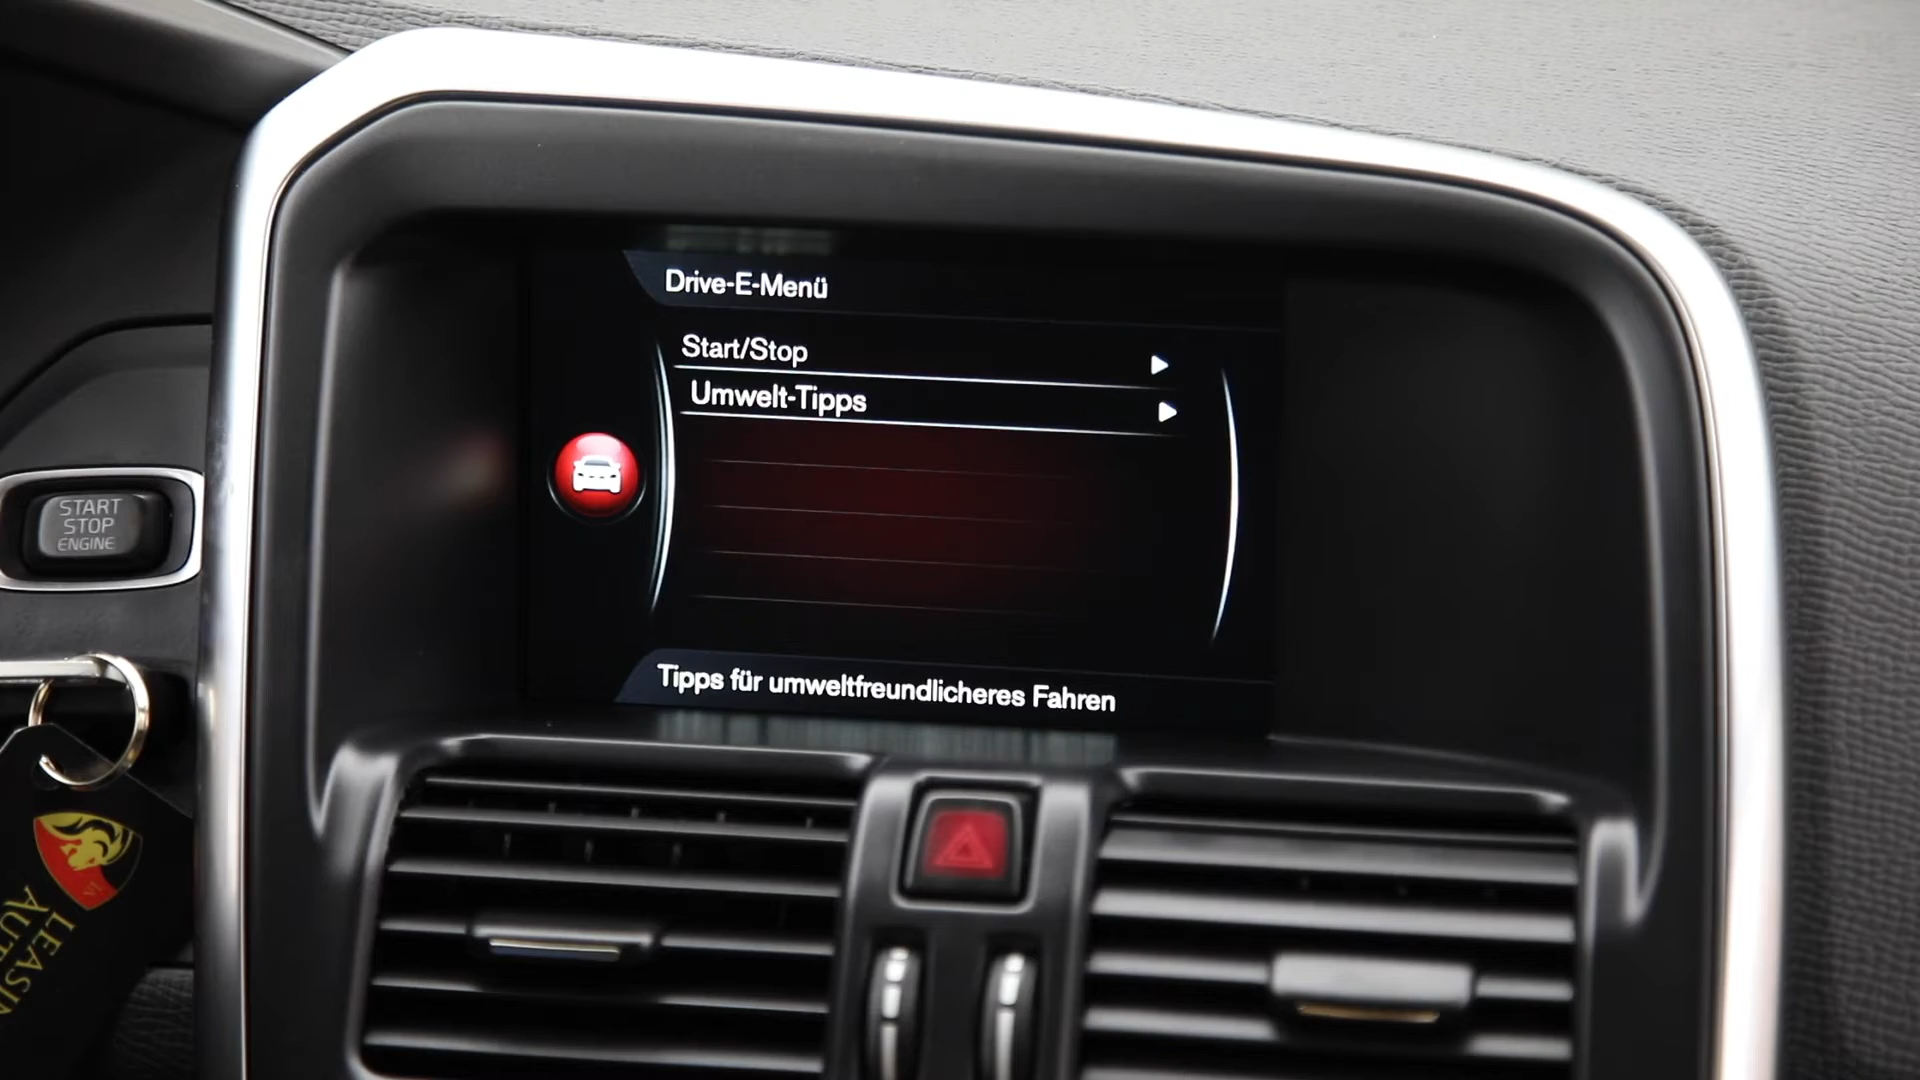 Drive-E-Menü
Start/Stop
Umwelt-Tipps
Tipps für umweltfreundlicheres Fahren
START
STOP
ENGINE